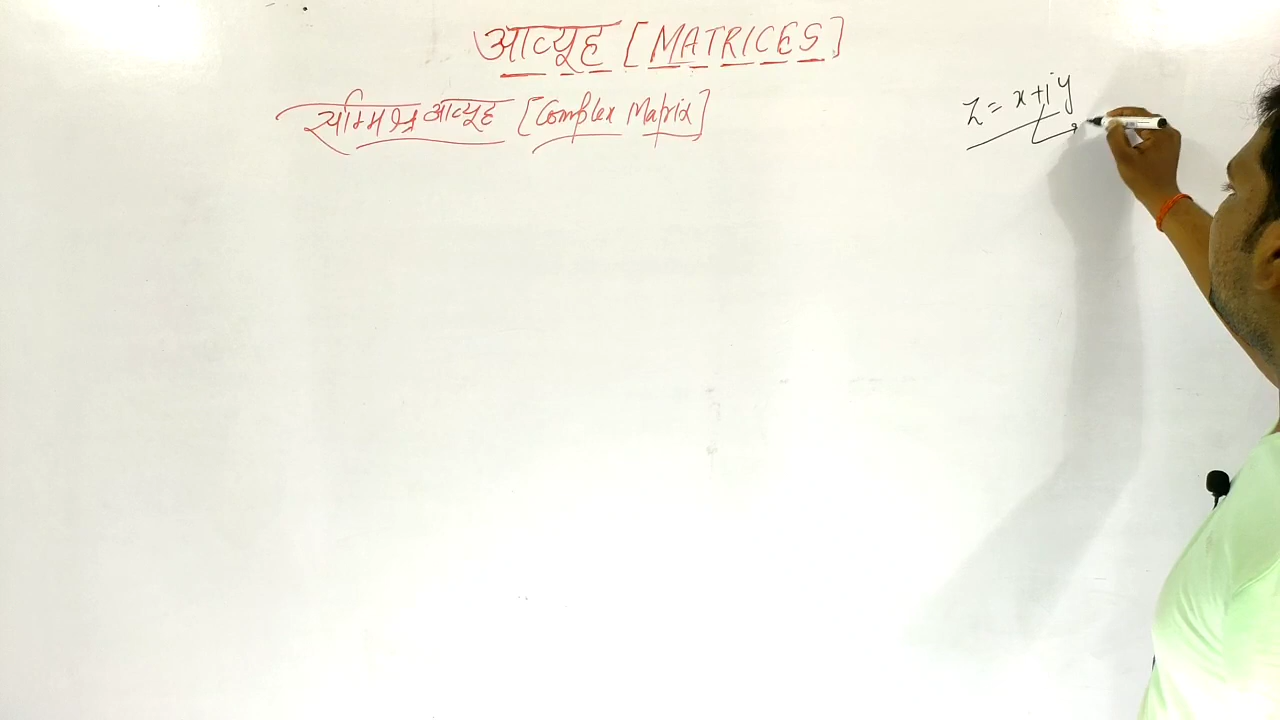 आव्यूह [MATRICES]
सम्मिश्र आव्यूह [Complex Matrix]
z = x+iy